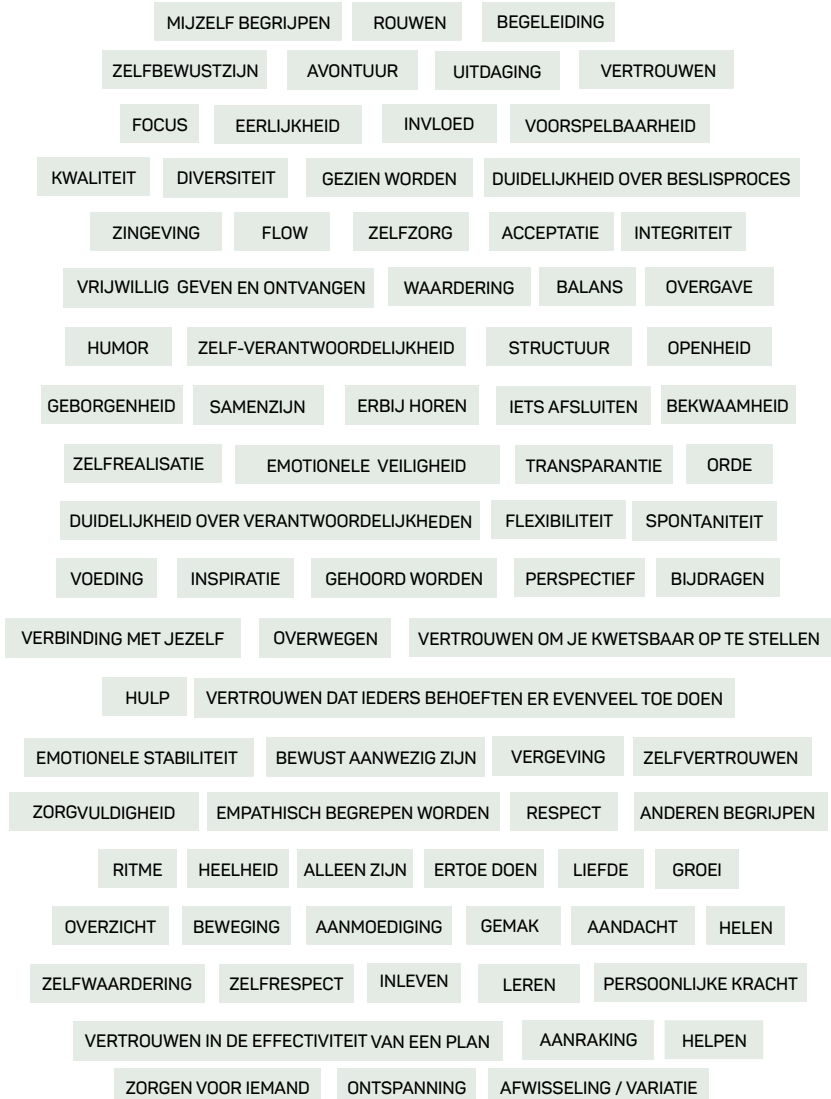 MIJZELF BEGRIJPEN ROUWEN BEGELEIDING
ZELFBEWUSTZIJN AVONTUUR UITDAGING VERTROUWEN
FOCUS EERLIJKHEID INVLOED VOORSPELBAARHEID
KWALITEIT DIVERSITEIT GEZIEN WORDEN DUIDELIJKHEID OVER BESLISPROCES
ZINGEVING FLOW ZELFZORG ACCEPTATIE INTEGRITEIT
VRIJWILLIG GEVEN EN ONTVANGEN WAARDERING BALANS OVERGAVE
HUMOR ZELF-VERANTWOORDELIJKHEID STRUCTUUR OPENHEID
GEBORGENHEID SAMENZIJN ERBIJ HOREN IETS AFSLUITEN BEKWAAMHEID
ZELFREALISATIE EMOTIONELE VEILIGHEID TRANSPARANTIE ORDE
DUIDELIJKHEID OVER VERANTWOORDELIJKHEDEN FLEXIBILITEIT SPONTANITEIT
VOEDING INSPIRATIE GEHOORD WORDEN PERSPECTIEF BIJDRAGEN
VERBINDING MET JEZELF OVERWEGEN VERTROUWEN OM JE KWETSBAAR OP TE STELLEN
HULP VERTROUWEN DAT IEDERS BEHOEFTEN ER EVENVEEL TOE DOEN
EMOTIONELE STABILITEIT BEWUST AANWEZIG ZIJN VERGEVING ZELFVERTROUWEN
ZORGVULDIGHEID EMPATHISCH BEGREPEN WORDEN RESPECT ANDEREN BEGRIJPEN
RITME HEELHEID ALLEEN ZIJN ERTOE DOEN LIEFDE GROEI
OVERZICHT BEWEGING AANMOEDIGING GEMAK AANDACHT HELEN
ZELFWAARDERING ZELFRESPECT INLEVEN LEREN PERSOONLIJKE KRACHT
VERTROUWEN IN DE EFFECTIVITEIT VAN EEN PLAN AANRAKING HELPEN
ZORGEN VOOR IEMAND ONTSPANNING AFWISSELING / VARIATIE